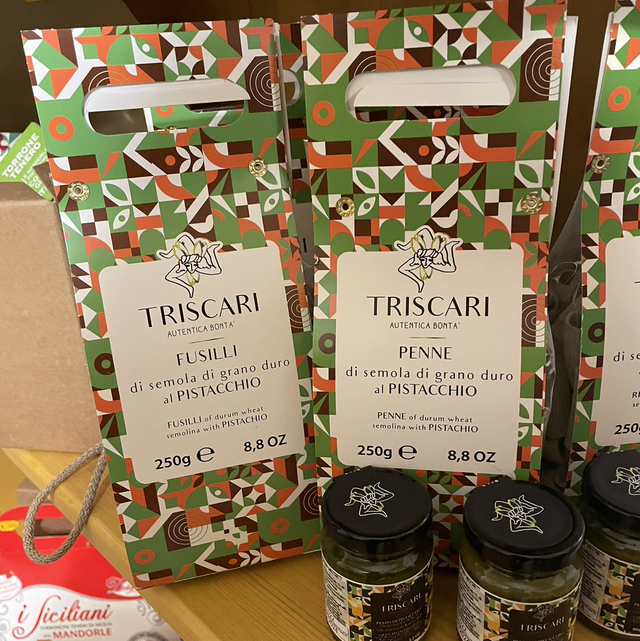 TORRONE
TENERO
TRISCARI
AUTENTICA BONTA'
FUSILLI
di semola di grano duro
al PISTACCHIO
FUSILLI of durum wheat
semolina with PISTACHIO
250g e 8,8 OZ
TRISCARI
AUTENTICA BONTA'
PENNE
di semola di grano duro
al PISTACCHIO
PENNE of durum wheat
semolina with PISTACHIO
250g e 8,8 OZ
di s
250g
TRISCARI
TRISCARI
i Siciliani
MANDORLE